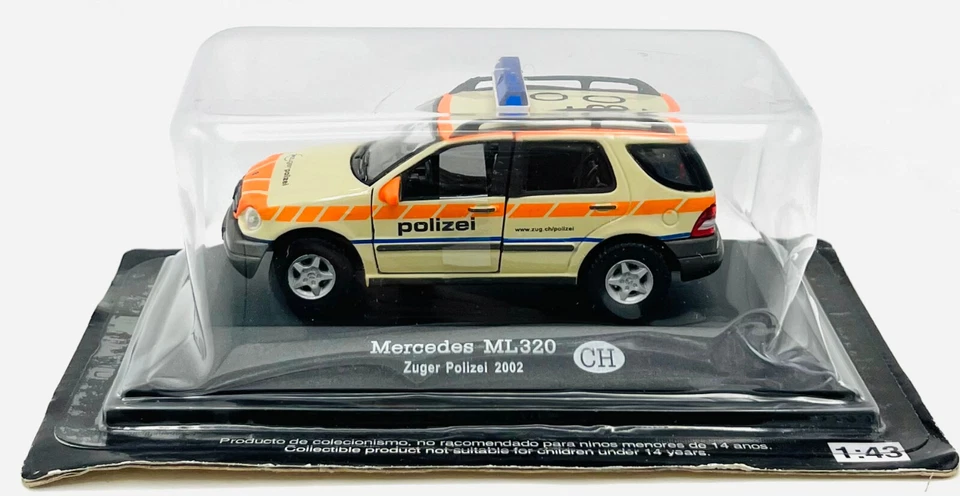 zugerpolizei
polizei
www.zug.ch/polizei
Mercedes ML320
CH
Zuger Polizei 2002
Producto de colecionismo, no racomendado para ninos menores de 14 anos.
Collectible product not suitable for children under 14 years.
1:43